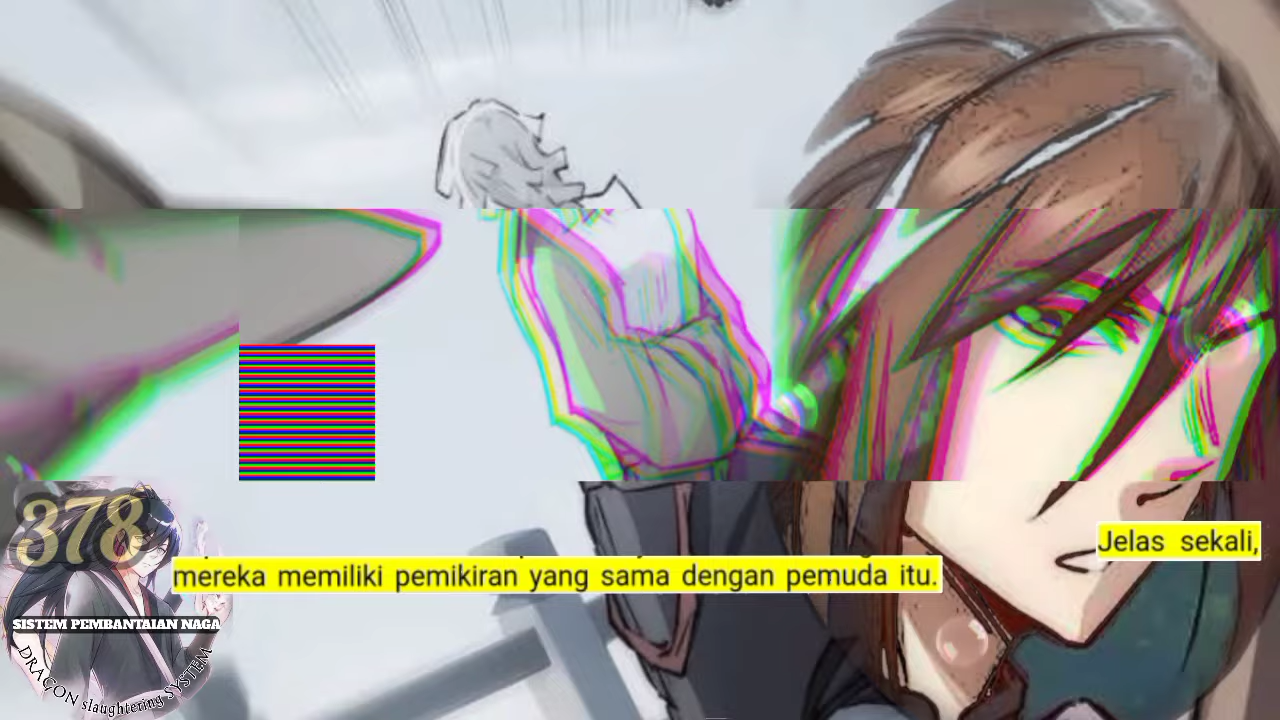 378
SISTEM PEMBANTAIAN NAGA
DRAGON slaughtering SYSTEM
Jelas sekali,
mereka memiliki pemikiran yang sama dengan pemuda itu.